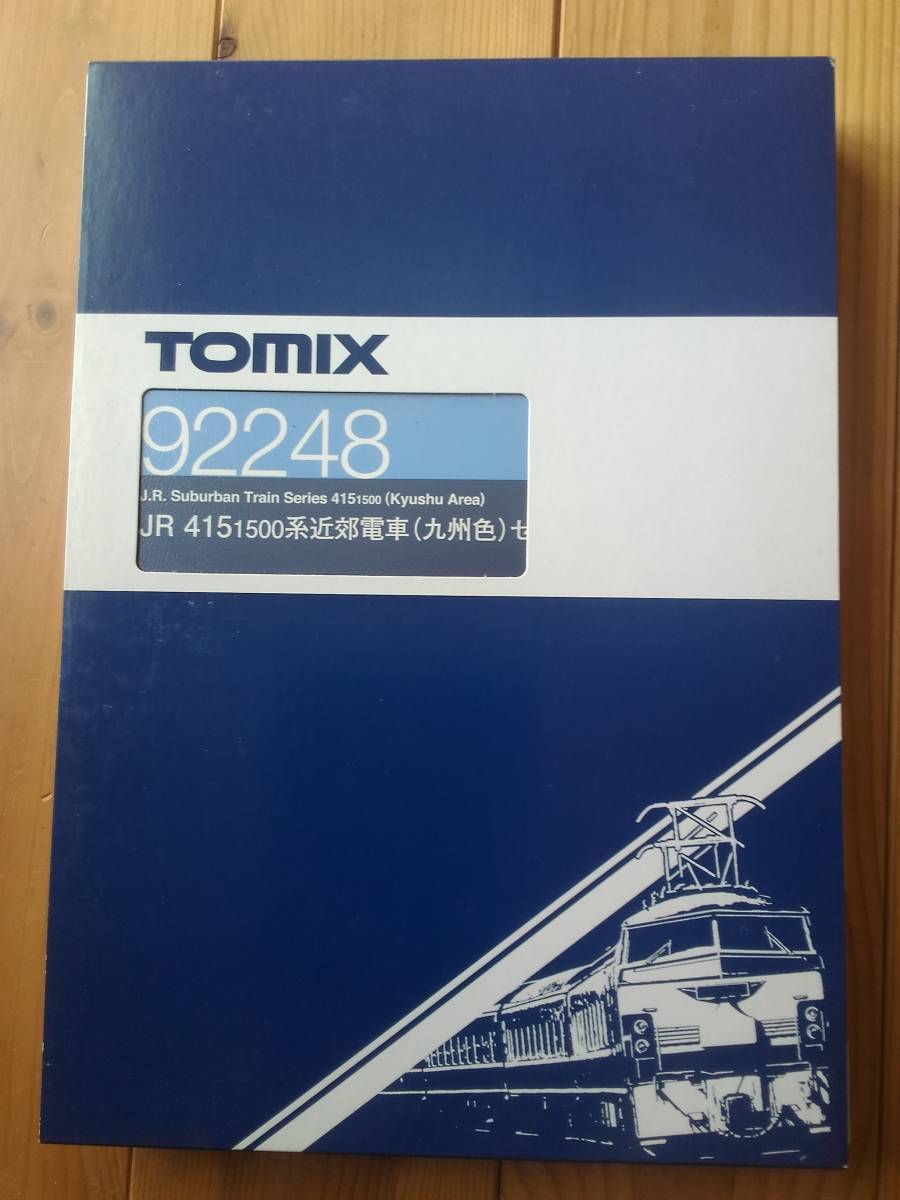 TOMIX
92248
J.R. Suburban Train Series 4151500 (Kyushu Area)
JR 4151500系近郊電車(九州色)セ